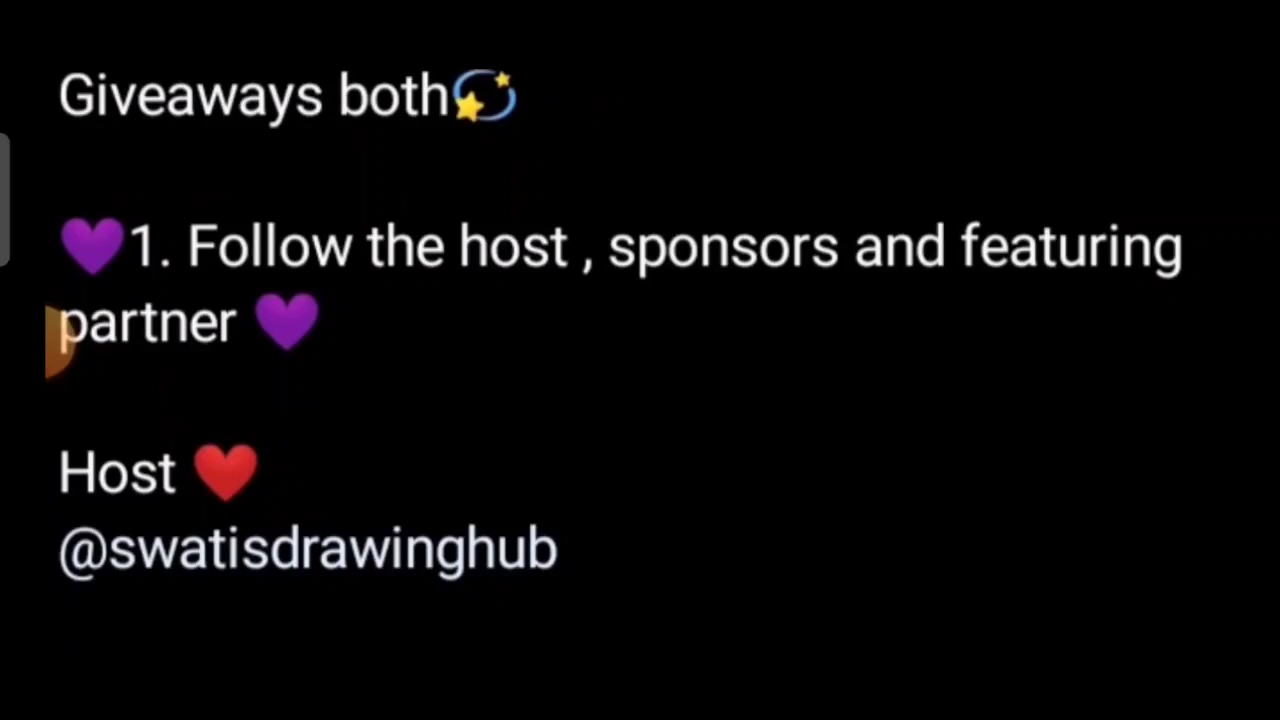 Giveaways both💫
💜1. Follow the host , sponsors and featuring
partner 💜
Host ❤️
@swatisdrawinghub